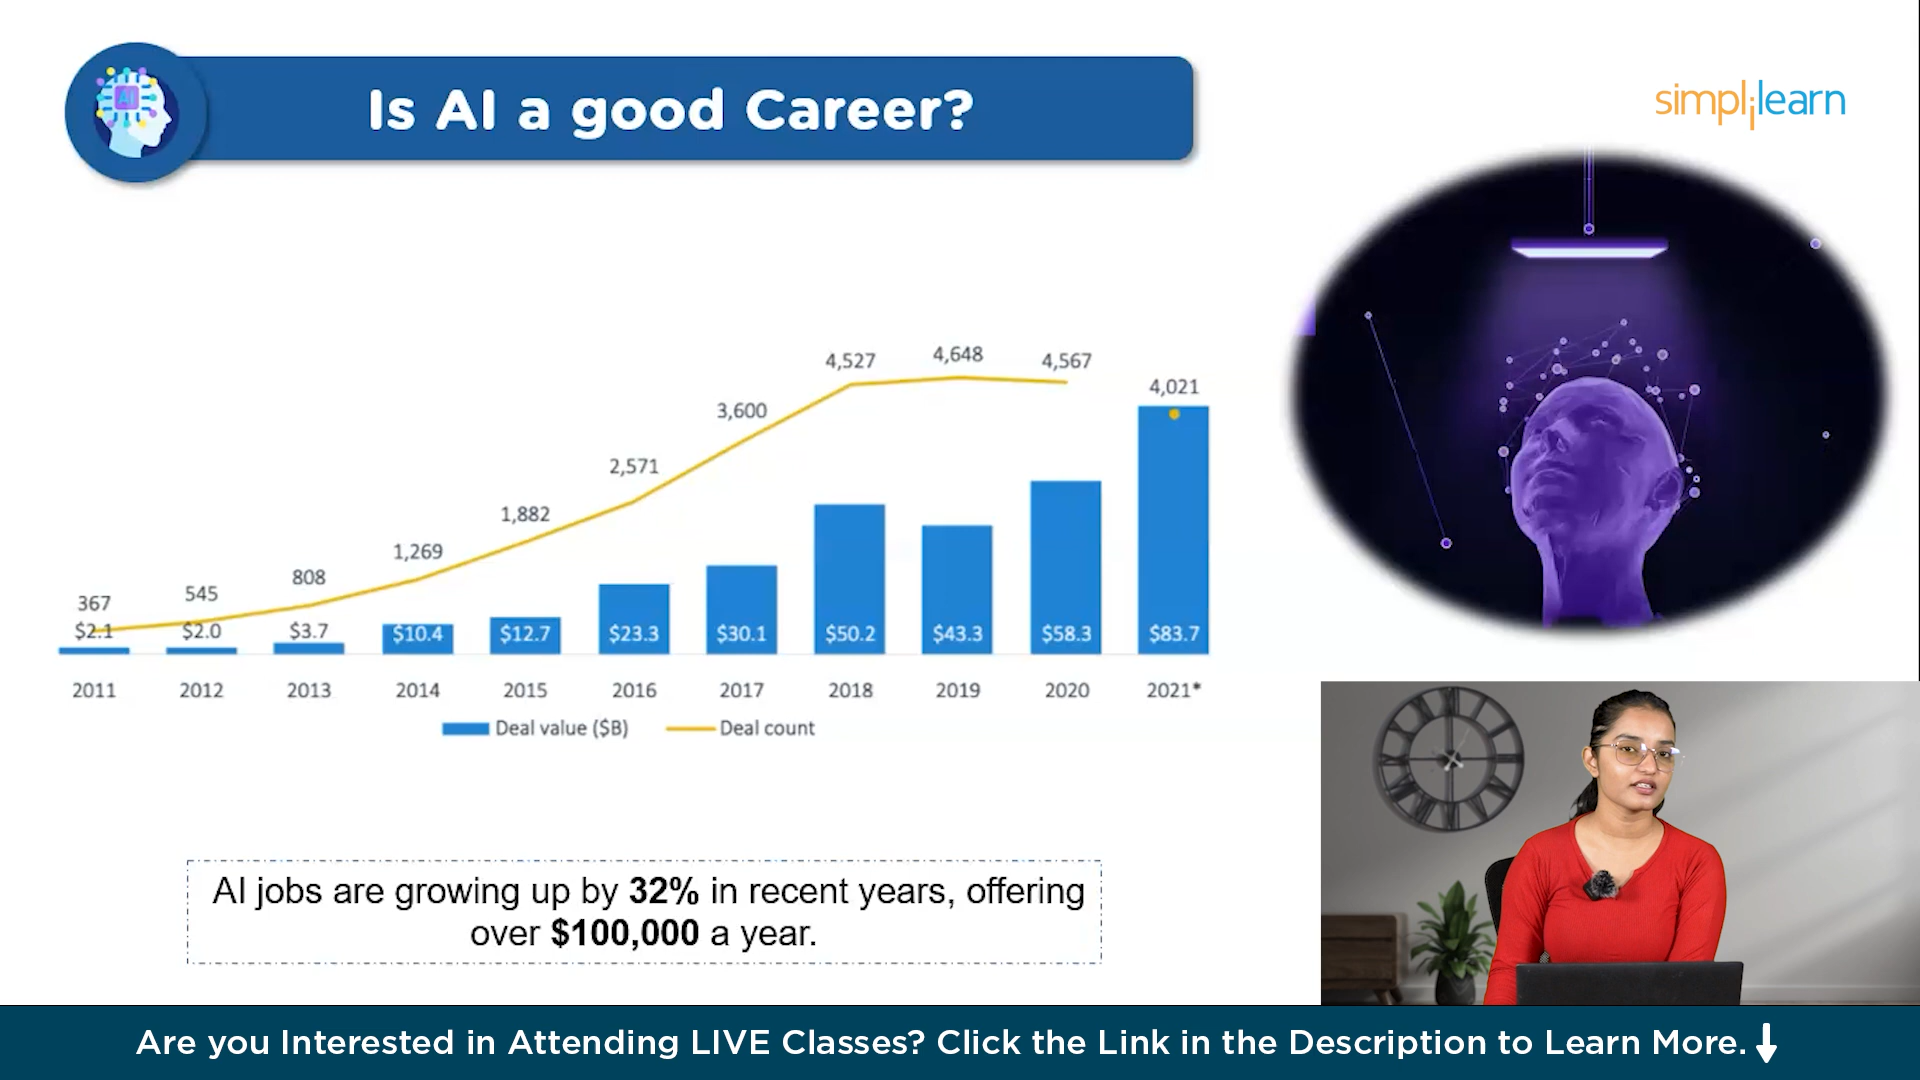 Is AI a good Career?
simplilearn
AI
4,527 4,648 4,567
4,021
3,600
2,571
1,882
1,269
808
545
367
$2.1 $2.0 $3.7 $10.4 $12.7 $23.3 $30.1 $50.2 $43.3 $58.3 $83.7
2011 2012 2013 2014 2015 2016 2017 2018 2019 2020 2021*
Deal value ($B) Deal count
AI jobs are growing up by 32% in recent years, offering
over $100,000 a year.
Are you Interested in Attending LIVE Classes? Click the Link in the Description to Learn More.